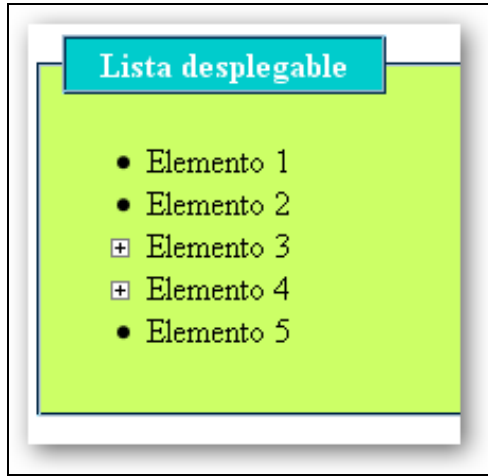 Lista desplegable
Elemento 1
Elemento 2
Elemento 3
Elemento 4
Elemento 5